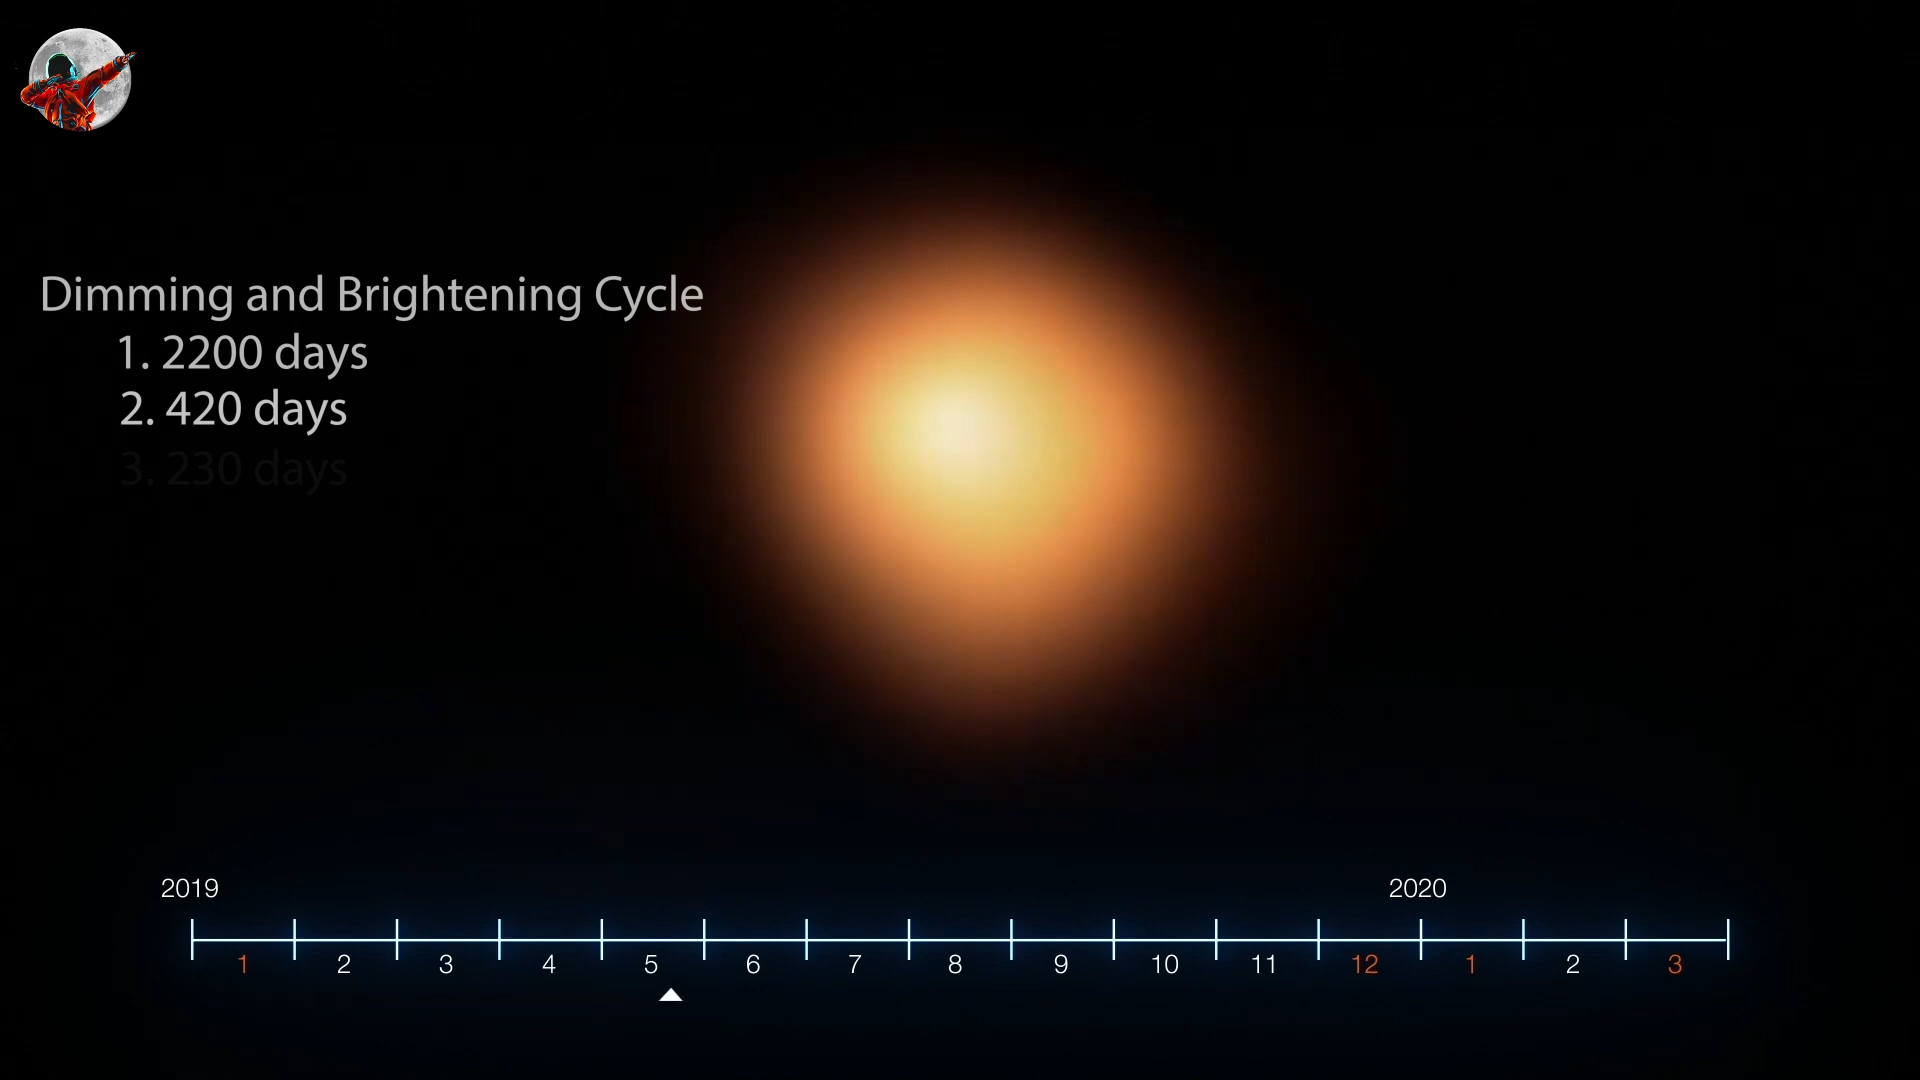 Dimming and Brightening Cycle
1. 2200 days
2. 420 days
3. 230 days
2019 2020
1 2 3 4 5 6 7 8 9 10 11 12 1 2 3